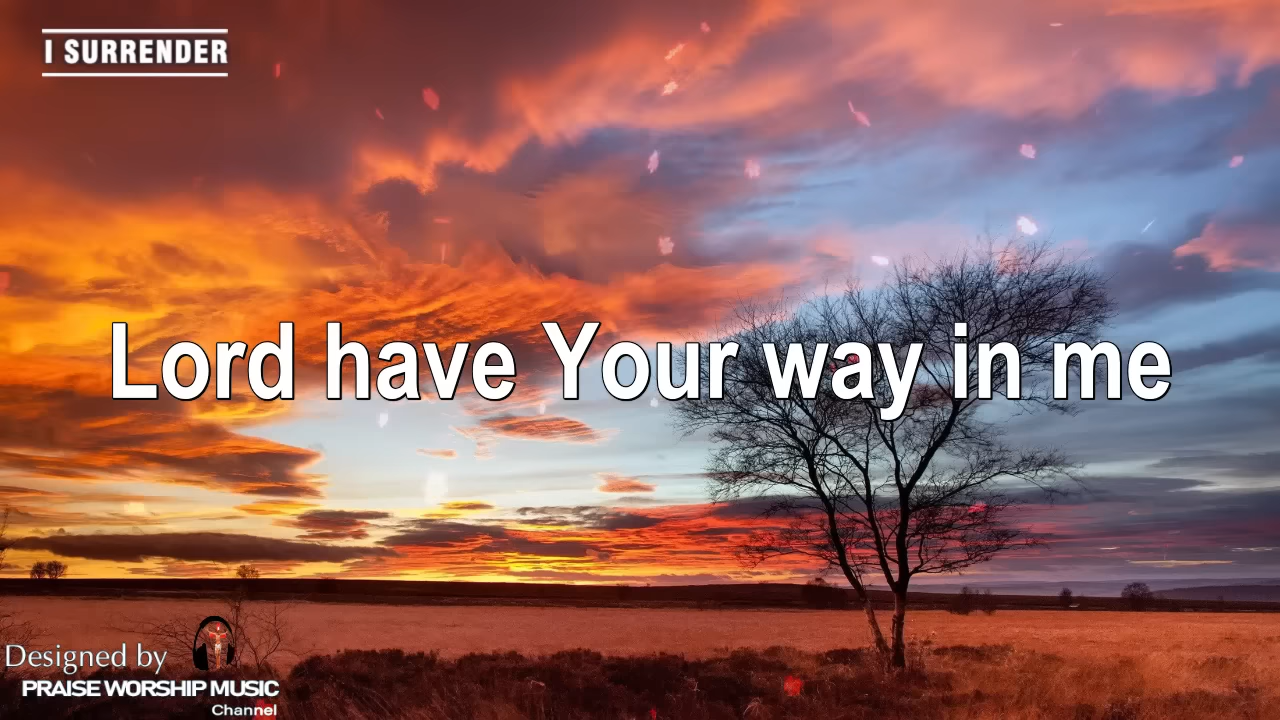 I SURRENDER
Lord have Your way in me
Designed by
PRAISE WORSHIP MUSIC
Channel